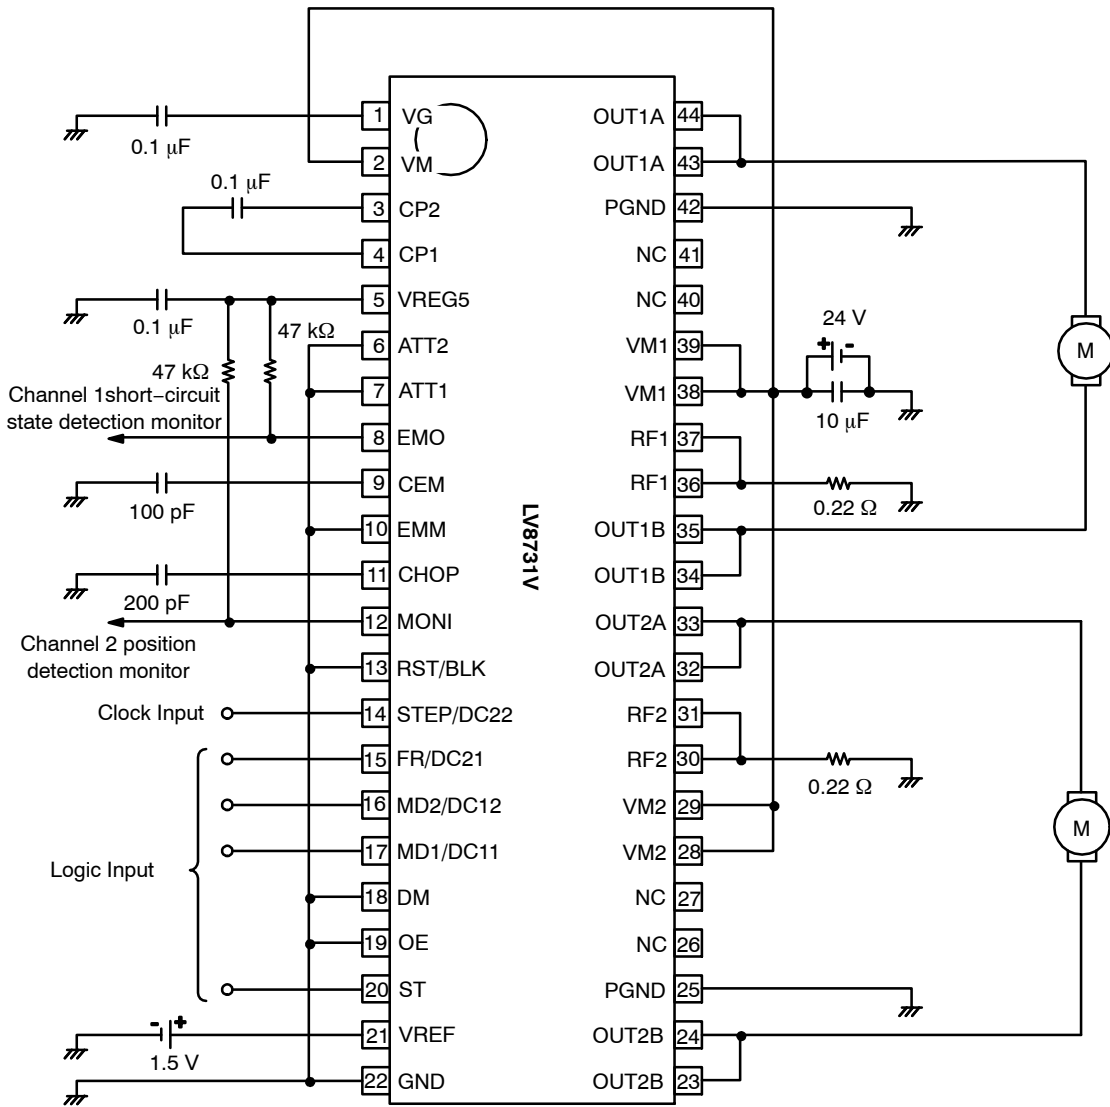 1 VG
0.1 μF
2 VM
0.1 μF
3 CP2
4 CP1
5 VREG5
0.1 μF
47 kΩ
6 ATT2
47 kΩ
7 ATT1
Channel 1short−circuit
state detection monitor
8 EMO
9 CEM
100 pF
10 EMM
11 CHOP
200 pF
12 MONI
Channel 2 position
detection monitor
13 RST/BLK
Clock Input
14 STEP/DC22
15 FR/DC21
16 MD2/DC12
17 MD1/DC11
Logic Input
18 DM
19 OE
20 ST
- +
21 VREF
1.5 V
22 GND
LV8731V
OUT1A 44
OUT1A 43
PGND 42
NC 41
NC 40
24 V
+ -
VM1 39
M
VM1 38
10 μF
RF1 37
RF1 36
0.22 Ω
OUT1B 35
OUT1B 34
OUT2A 33
OUT2A 32
RF2 31
RF2 30
0.22 Ω
VM2 29
M
VM2 28
NC 27
NC 26
PGND 25
OUT2B 24
OUT2B 23